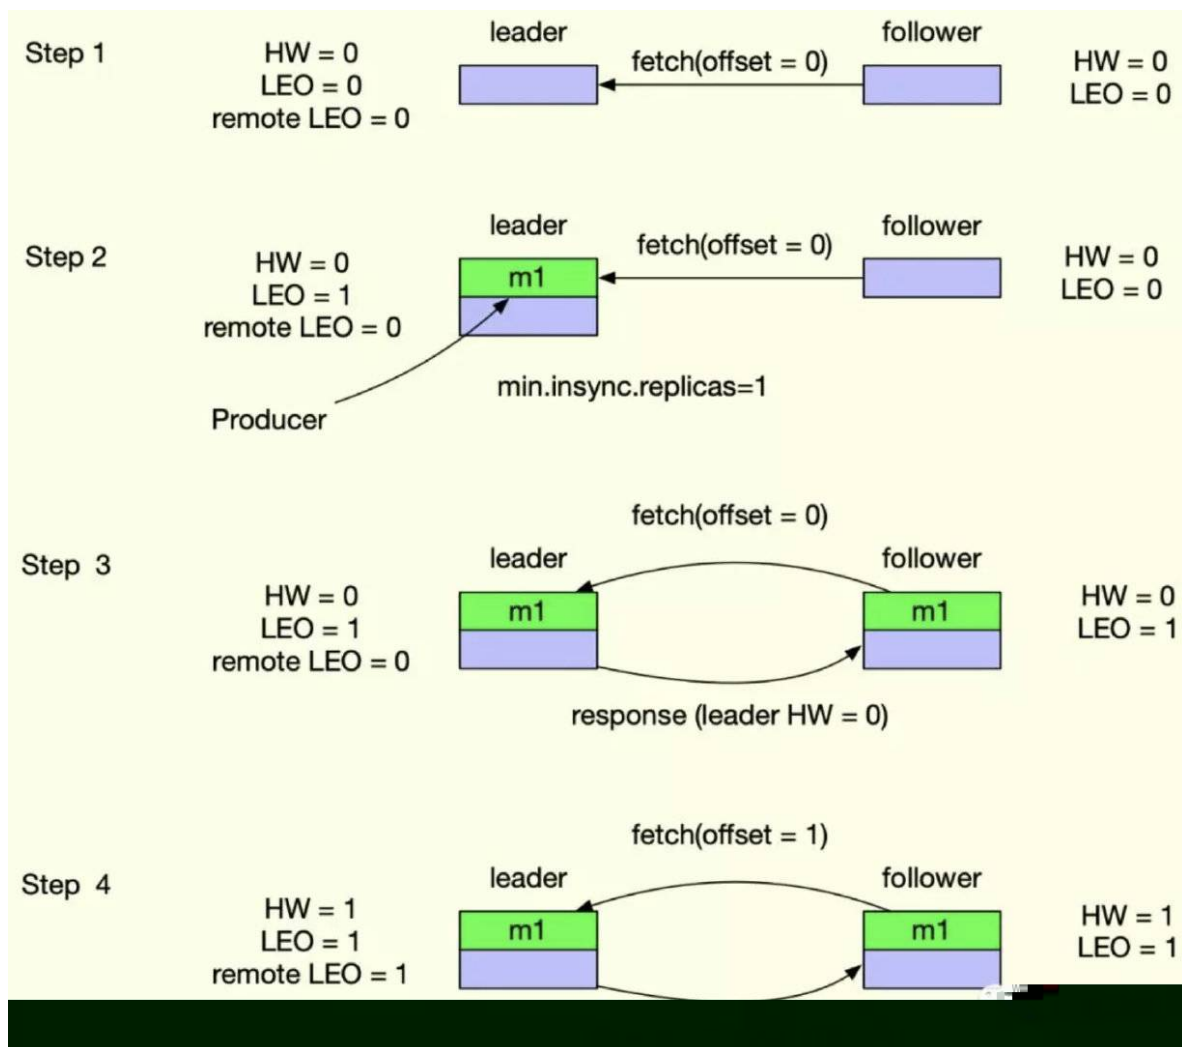 leader
follower
Step 1
HW = 0
LEO = 0
remote LEO = 0
fetch(offset = 0)
HW = 0
LEO = 0
leader
follower
Step 2
HW = 0
LEO = 1
remote LEO = 0
m1
fetch(offset = 0)
HW = 0
LEO = 0
min.insync.replicas=1
Producer
fetch(offset = 0)
leader
follower
Step 3
HW = 0
LEO = 1
remote LEO = 0
m1
m1
HW = 0
LEO = 1
response (leader HW = 0)
fetch(offset = 1)
leader
follower
Step 4
HW = 1
LEO = 1
remote LEO = 1
m1
m1
HW = 1
LEO = 1